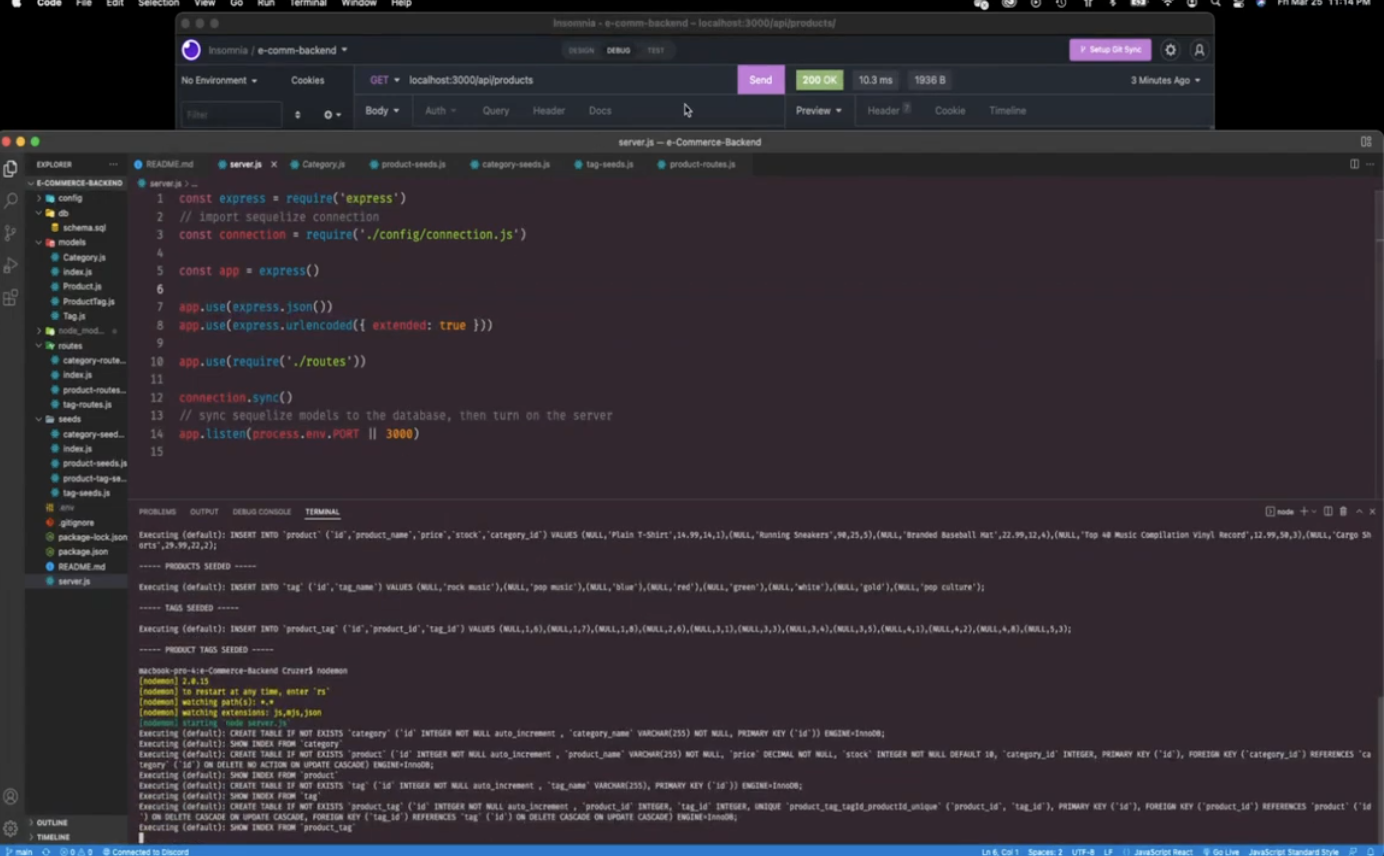 Code File Edit Selection View Go Run Terminal Window Help
Fri Mar 25 11:14 PM
Insomnia - e-comm-backend – localhost:3000/api/products/
Insomnia / e-comm-backend
DESIGN DEBUG TEST
Setup Git Sync
No Environment Cookies
GET localhost:3000/api/products
Send 200 OK 10.3 ms 1936 B 3 Minutes Ago
Filter
Body Auth Query Header Docs
Preview Header Cookie Timeline
server.js — e-Commerce-Backend
EXPLORER
README.md server.js Category.js product-seeds.js category-seeds.js tag-seeds.js product-routes.js
E-COMMERCE-BACKEND
config
db
schema.sql
models
Category.js
index.js
Product.js
ProductTag.js
Tag.js
node_mod...
routes
category-route...
index.js
product-routes...
tag-routes.js
seeds
category-seed...
index.js
product-seeds.js
product-tag-se...
tag-seeds.js
.env
.gitignore
package-lock.json
package.json
README.md
server.js
OUTLINE
TIMELINE
server.js > ...
1 const express = require('express')
2 // import sequelize connection
3 const connection = require('./config/connection.js')
4
5 const app = express()
6
7 app.use(express.json())
8 app.use(express.urlencoded({ extended: true }))
9
10 app.use(require('./routes'))
11
12 connection.sync()
13 // sync sequelize models to the database, then turn on the server
14 app.listen(process.env.PORT || 3000)
15
PROBLEMS OUTPUT DEBUG CONSOLE TERMINAL
node
Executing (default): INSERT INTO `product` (`id`,`product_name`,`price`,`stock`,`category_id`) VALUES (NULL,'Plain T-Shirt',14.99,14,1),(NULL,'Running Sneakers',90,25,5),(NULL,'Branded Baseball Hat',22.99,12,4),(NULL,'Top 40 Music Compilation Vinyl Record',12.99,50,3),(NULL,'Cargo Sh
orts',29.99,22,2);
----- PRODUCTS SEEDED -----
Executing (default): INSERT INTO `tag` (`id`,`tag_name`) VALUES (NULL,'rock music'),(NULL,'pop music'),(NULL,'blue'),(NULL,'red'),(NULL,'green'),(NULL,'white'),(NULL,'gold'),(NULL,'pop culture');
----- TAGS SEEDED -----
Executing (default): INSERT INTO `product_tag` (`id`,`product_id`,`tag_id`) VALUES (NULL,1,6),(NULL,1,7),(NULL,1,8),(NULL,2,6),(NULL,3,1),(NULL,3,3),(NULL,3,4),(NULL,3,5),(NULL,4,1),(NULL,4,2),(NULL,4,8),(NULL,5,3);
----- PRODUCT TAGS SEEDED -----
macbook-pro-4:e-Commerce-Backend Cruzer$ nodemon
[nodemon] 2.0.15
[nodemon] to restart at any time, enter `rs`
[nodemon] watching path(s): *.*
[nodemon] watching extensions: js,mjs,json
[nodemon] starting `node server.js`
Executing (default): CREATE TABLE IF NOT EXISTS `category` (`id` INTEGER NOT NULL auto_increment , `category_name` VARCHAR(255) NOT NULL, PRIMARY KEY (`id`)) ENGINE=InnoDB;
Executing (default): SHOW INDEX FROM `category`
Executing (default): CREATE TABLE IF NOT EXISTS `product` (`id` INTEGER NOT NULL auto_increment , `product_name` VARCHAR(255) NOT NULL, `price` DECIMAL NOT NULL, `stock` INTEGER NOT NULL DEFAULT 10, `category_id` INTEGER, PRIMARY KEY (`id`), FOREIGN KEY (`category_id`) REFERENCES `ca
tegory` (`id`) ON DELETE NO ACTION ON UPDATE CASCADE) ENGINE=InnoDB;
Executing (default): SHOW INDEX FROM `product`
Executing (default): CREATE TABLE IF NOT EXISTS `tag` (`id` INTEGER NOT NULL auto_increment , `tag_name` VARCHAR(255), PRIMARY KEY (`id`)) ENGINE=InnoDB;
Executing (default): SHOW INDEX FROM `tag`
Executing (default): CREATE TABLE IF NOT EXISTS `product_tag` (`id` INTEGER NOT NULL auto_increment , `product_id` INTEGER, `tag_id` INTEGER, UNIQUE `product_tag_tagId_productId_unique` (`product_id`, `tag_id`), PRIMARY KEY (`id`), FOREIGN KEY (`product_id`) REFERENCES `product` (`id
`) ON DELETE CASCADE ON UPDATE CASCADE, FOREIGN KEY (`tag_id`) REFERENCES `tag` (`id`) ON DELETE CASCADE ON UPDATE CASCADE) ENGINE=InnoDB;
Executing (default): SHOW INDEX FROM `product_tag`
main 0 0 Connected to Discord
Ln 6, Col 1 Spaces: 2 UTF-8 LF JavaScript React Go Live JavaScript Standard Style